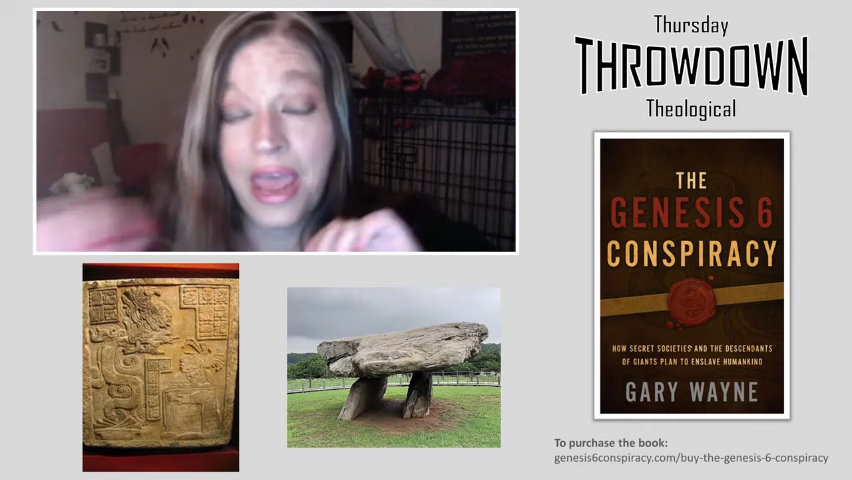 Thursday
THROWDOWN
Theological
THE
GENESIS 6
CONSPIRACY
HOW SECRET SOCIETIES AND THE DESCENDANTS
OF GIANTS PLAN TO ENSLAVE HUMANKIND
GARY WAYNE
To purchase the book:
genesis6conspiracy.com/buy-the-genesis-6-conspiracy